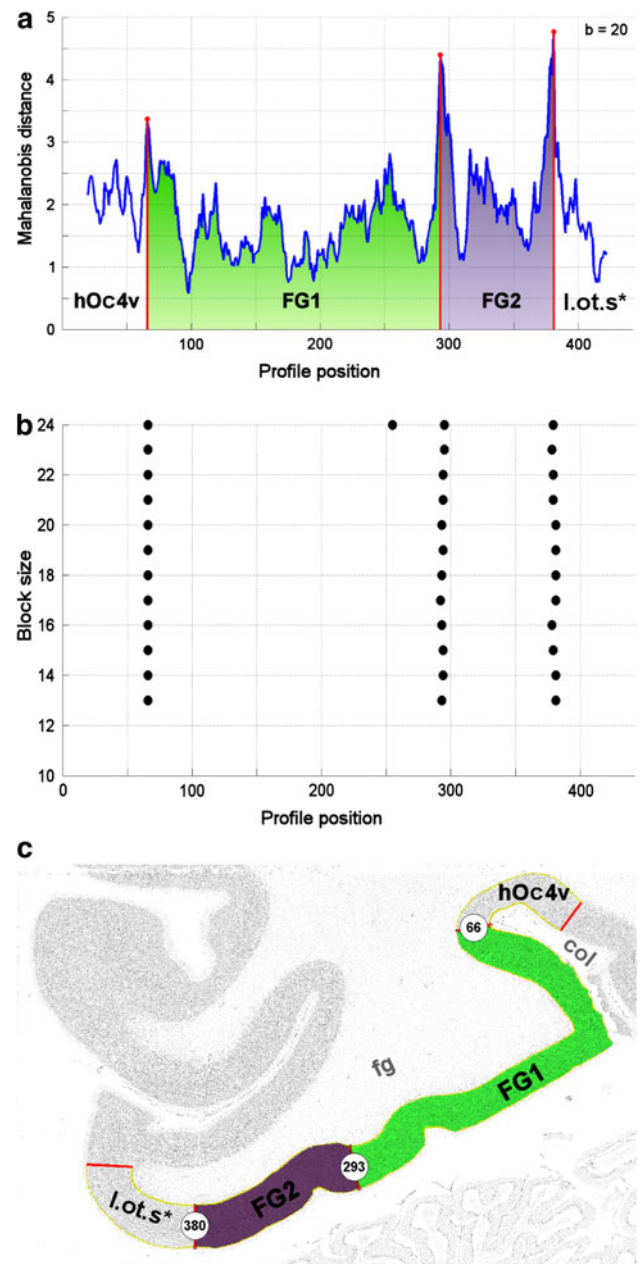 a
b = 20
5
4
3
2
1
0
Mahalanobis distance
hOc4v
FG1
FG2
l.ot.s*
100
200
300
400
Profile position
b
24
22
20
18
16
14
12
10
Block size
0
100
200
300
400
Profile position
c
hOc4v
66
col
fg
FG1
293
FG2
l.ot.s*
380